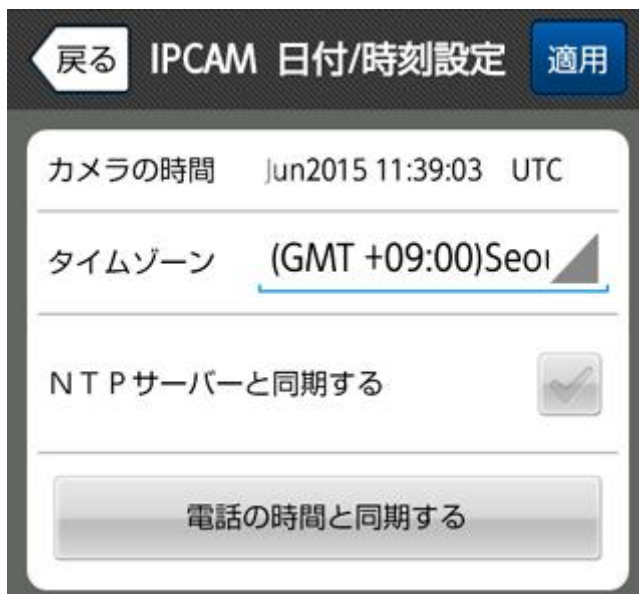 戻る IPCAM 日付/時刻設定 適用
カメラの時間 Jun2015 11:39:03 UTC
タイムゾーン (GMT +09:00)Seou
ＮＴＰサーバーと同期する
電話の時間と同期する